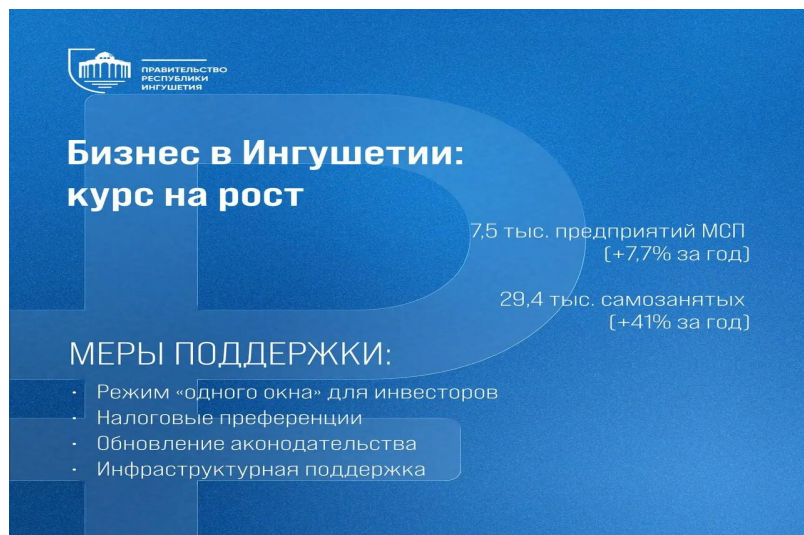 ПРАВИТЕЛЬСТВО
РЕСПУБЛИКИ
ИНГУШЕТИЯ
Бизнес в Ингушетии:
курс на рост
7,5 тыс. предприятий МСП
(+7,7% за год)
29,4 тыс. самозанятых
(+41% за год)
МЕРЫ ПОДДЕРЖКИ:
· Режим «одного окна» для инвесторов
· Налоговые преференции
· Обновление аконодательства
· Инфраструктурная поддержка